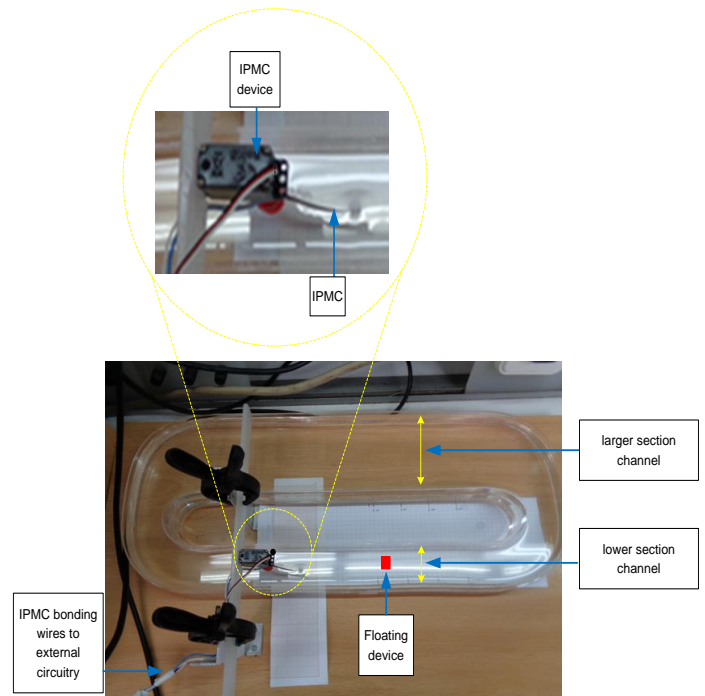 IPMC
device
IPMC
larger section
channel
lower section
channel
Floating
device
IPMC bonding
wires to
external
circuitry